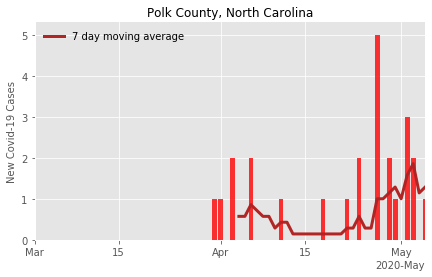 Polk County, North Carolina
7 day moving average
New Covid-19 Cases
5
4
3
2
1
0
Mar 15 Apr 15 May
2020-May